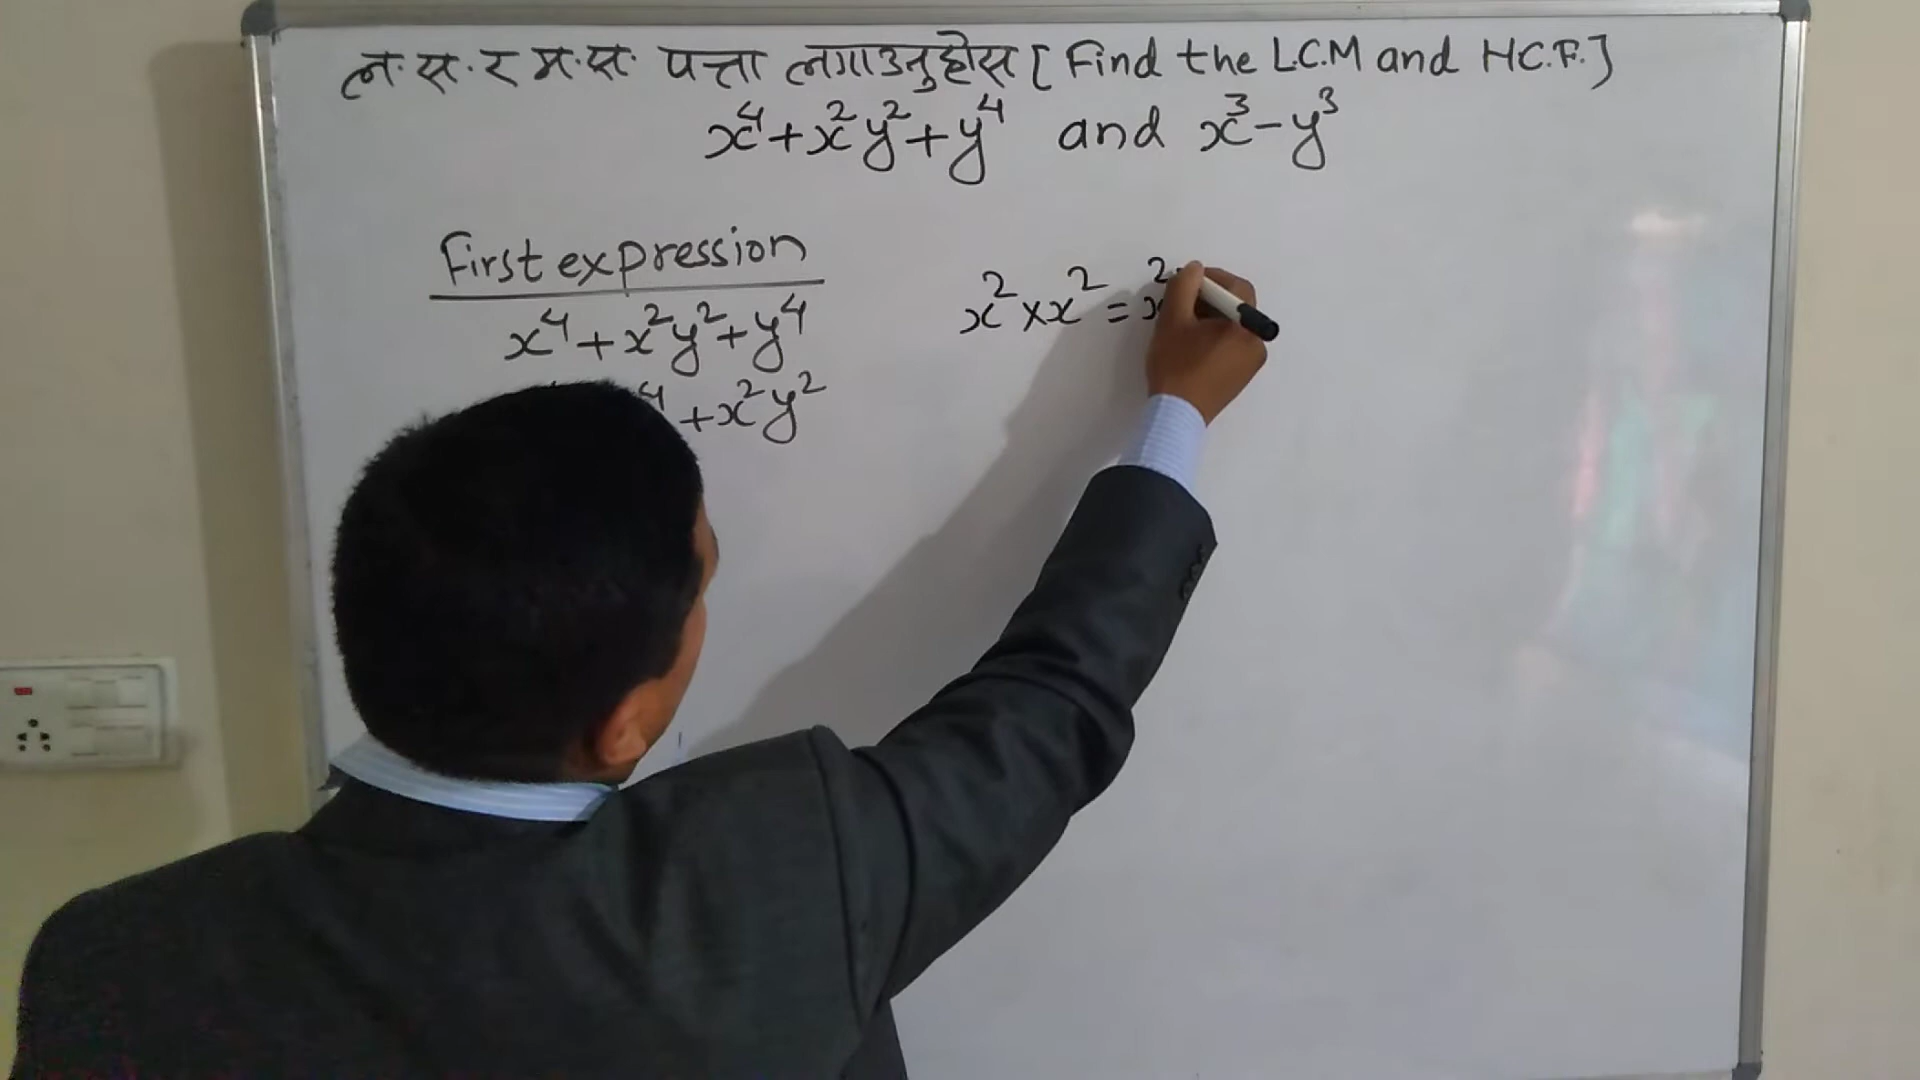 ल.स.र म.स. पत्ता लगाउनुहोस [Find the L.C.M and H.C.F.]
x⁴+x²y²+y⁴ and x³-y³
First expression
x⁴+x²y²+y⁴
+x²y²
x²×x²=x²